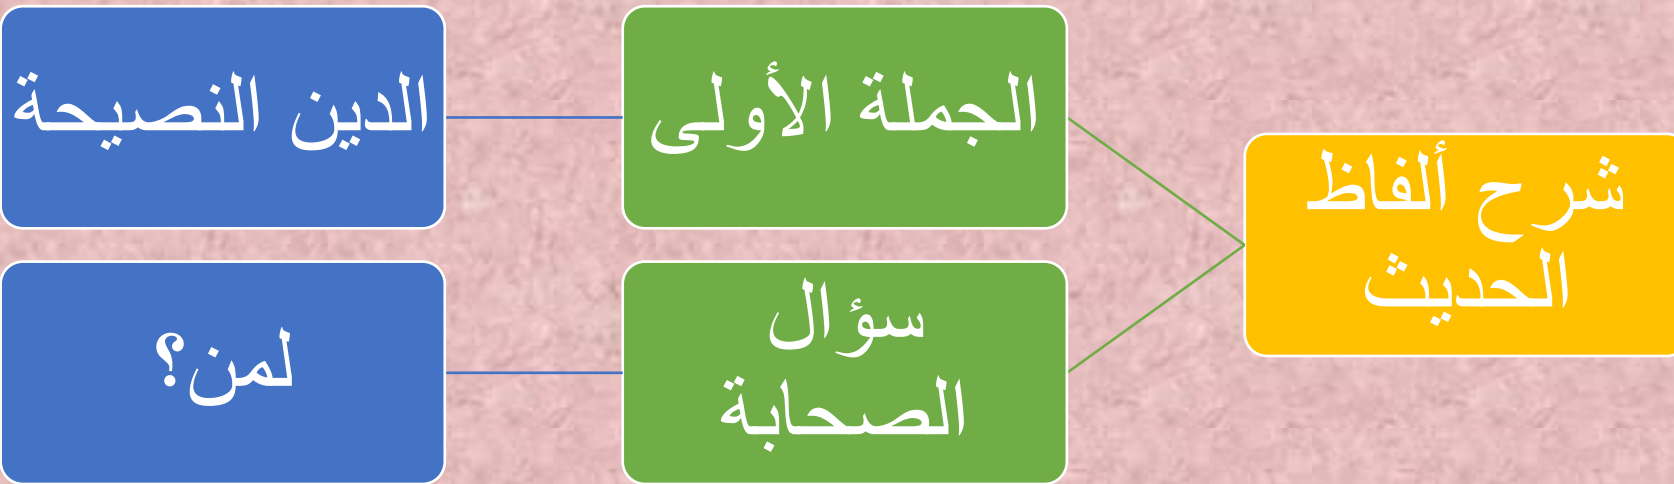 شرح ألفاظ
الحديث
الجملة الأولى
الدين النصيحة
سؤال
الصحابة
لمن؟